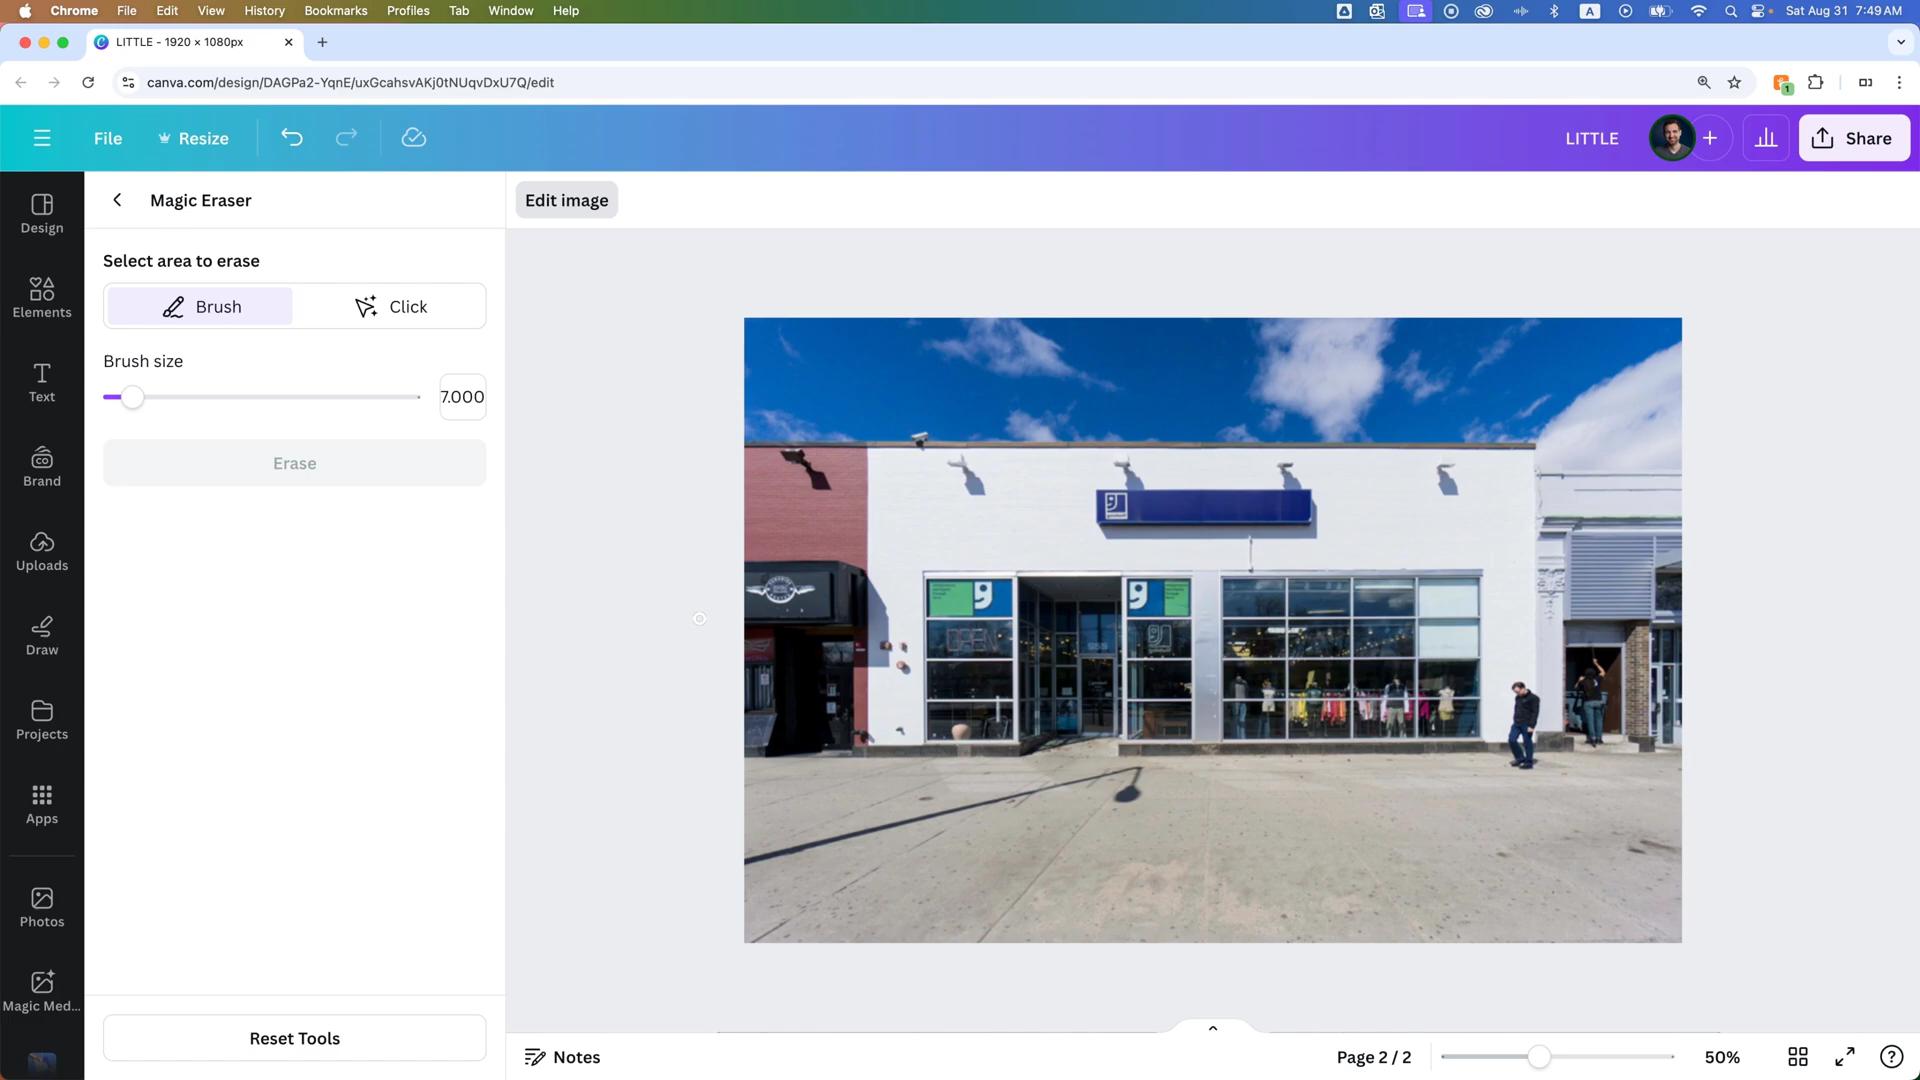 Chrome File Edit View History Bookmarks Profiles Tab Window Help
A
Sat Aug 31 7:49 AM
LITTLE - 1920 × 1080px
canva.com/design/DAGPa2-YqnE/uxGcahsvAKj0tNUqvDxU7Q/edit
1
File
Resize
LITTLE
Share
Design
Elements
Text
Brand
Uploads
Draw
Projects
Apps
Photos
Magic Med...
Magic Eraser
Select area to erase
Brush
Click
Brush size
7.000
Erase
Reset Tools
Edit image
OPEN
Notes
Page 2 / 2
50%